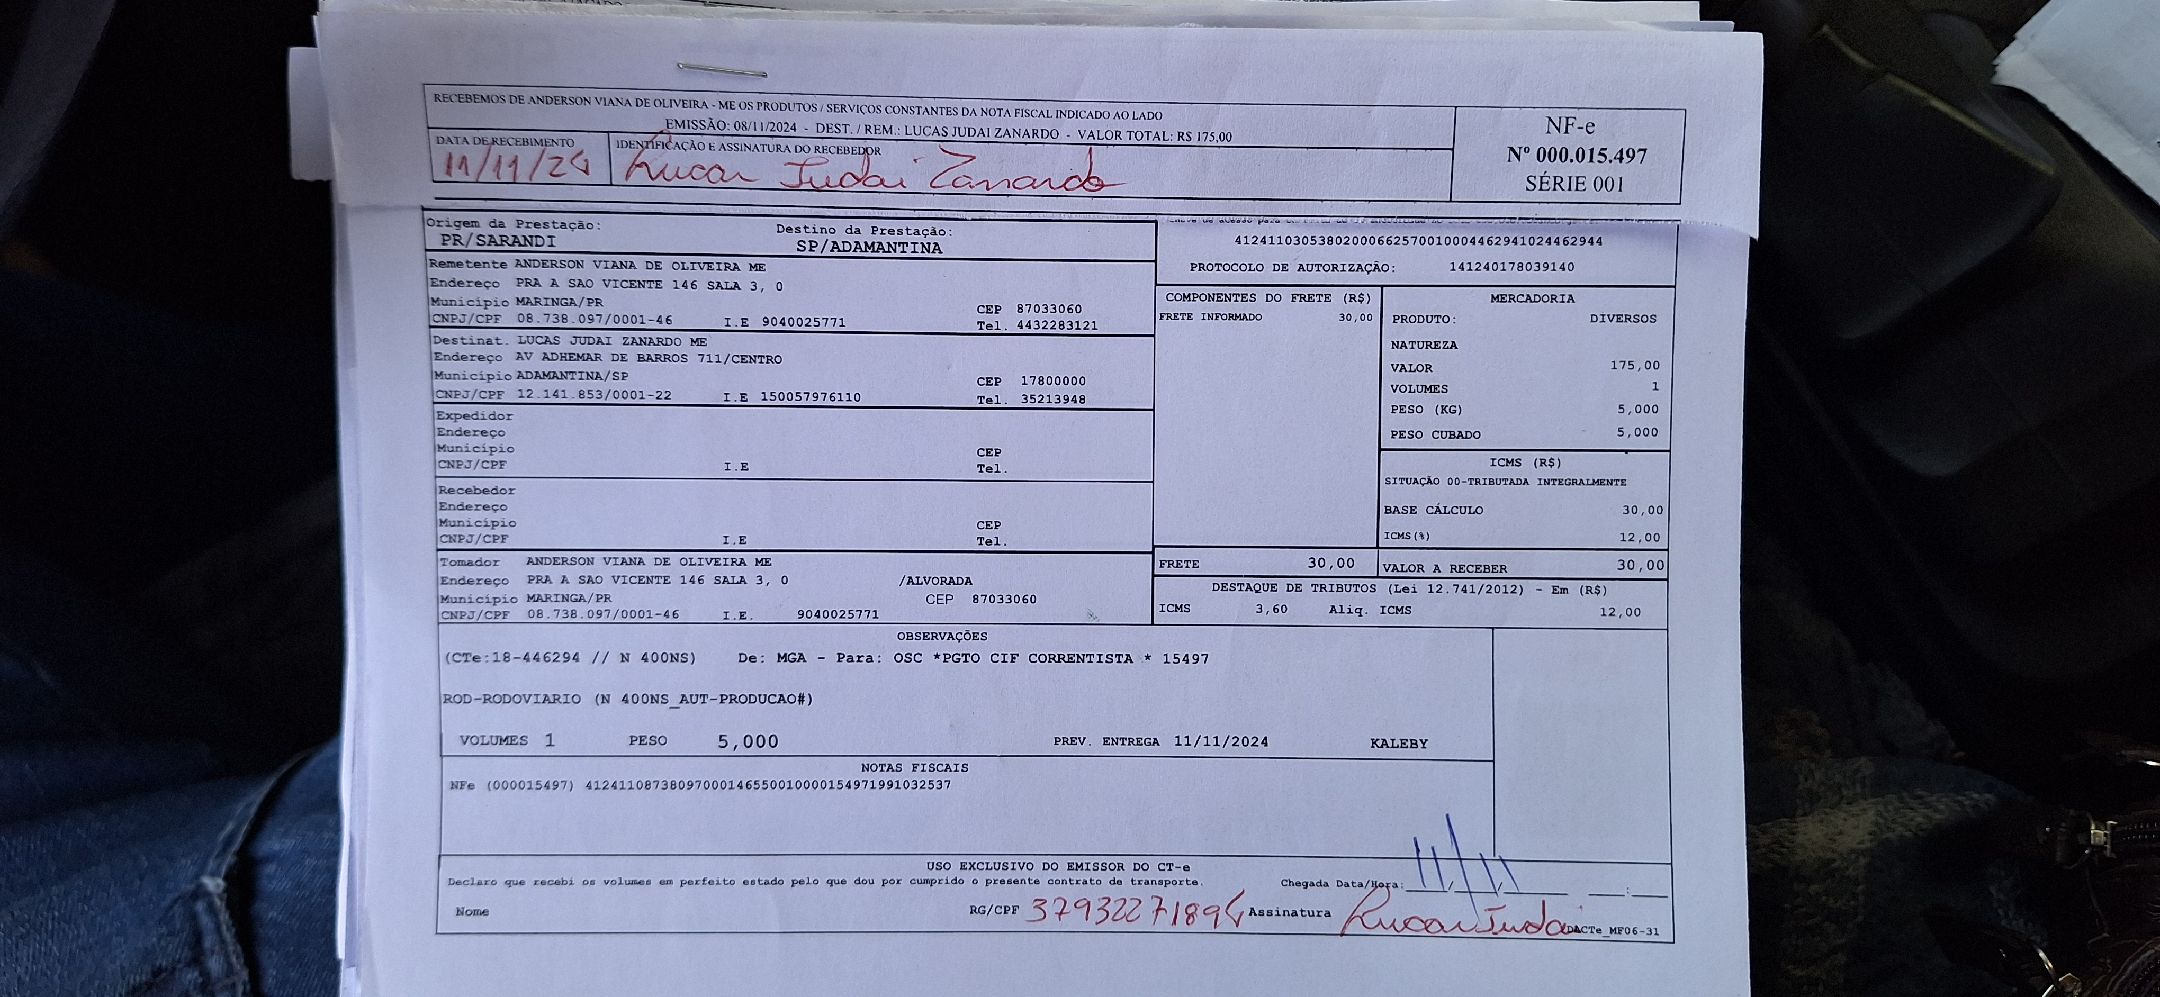 RECEBEMOS DE ANDERSON VIANA DE OLIVEIRA - ME OS PRODUTOS / SERVIÇOS CONSTANTES DA NOTA FISCAL INDICADO AO LADO
EMISSÃO: 08/11/2024 - DEST. / REM.: LUCAS JUDAI ZANARDO - VALOR TOTAL: R$ 175,00
DATA DE RECEBIMENTO
11/11/24
IDENTIFICAÇÃO E ASSINATURA DO RECEBEDOR
Lucas Judai Zanardo
NF-e
Nº 000.015.497
SÉRIE 001
Origem da Prestação:
PR/SARANDI
Destino da Prestação:
SP/ADAMANTINA
Remetente ANDERSON VIANA DE OLIVEIRA ME
Endereço PRA A SAO VICENTE 146 SALA 3, 0
Município MARINGA/PR CEP 87033060
CNPJ/CPF 08.738.097/0001-46 I.E 9040025771 Tel. 4432283121
Destinat. LUCAS JUDAI ZANARDO ME
Endereço AV ADHEMAR DE BARROS 711/CENTRO
Município ADAMANTINA/SP CEP 17800000
CNPJ/CPF 12.141.853/0001-22 I.E 150057976110 Tel. 35213948
Expedidor
Endereço
Município CEP
CNPJ/CPF I.E Tel.
Recebedor
Endereço
Município CEP
CNPJ/CPF I.E Tel.
Tomador ANDERSON VIANA DE OLIVEIRA ME
Endereço PRA A SAO VICENTE 146 SALA 3, 0 /ALVORADA
Município MARINGA/PR CEP 87033060
CNPJ/CPF 08.738.097/0001-46 I.E. 9040025771
41241103053802000662570010004462941024462944
PROTOCOLO DE AUTORIZAÇÃO: 141240178039140
COMPONENTES DO FRETE (R$)
FRETE INFORMADO 30,00
MERCADORIA
PRODUTO: DIVERSOS
NATUREZA
VALOR 175,00
VOLUMES 1
PESO (KG) 5,000
PESO CUBADO 5,000
ICMS (R$)
SITUAÇÃO 00-TRIBUTADA INTEGRALMENTE
BASE CÁLCULO 30,00
ICMS(%) 12,00
FRETE 30,00 VALOR A RECEBER 30,00
DESTAQUE DE TRIBUTOS (Lei 12.741/2012) - Em (R$)
ICMS 3,60 Aliq. ICMS 12,00
OBSERVAÇÕES
(CTe:18-446294 // N 400NS) De: MGA - Para: OSC *PGTO CIF CORRENTISTA * 15497
ROD-RODOVIARIO (N 400NS_AUT-PRODUCAO#)
VOLUMES 1 PESO 5,000 PREV. ENTREGA 11/11/2024 KALEBY
NOTAS FISCAIS
NFe (000015497) 41241108738097000146550010000154971991032537
USO EXCLUSIVO DO EMISSOR DO CT-e
Declaro que recebi os volumes em perfeito estado pelo que dou por cumprido o presente contrato de transporte. Chegada Data/Hora: 11/11
Nome RG/CPF 37932271894 Assinatura Lucas Judai
DACTe_MF06-31